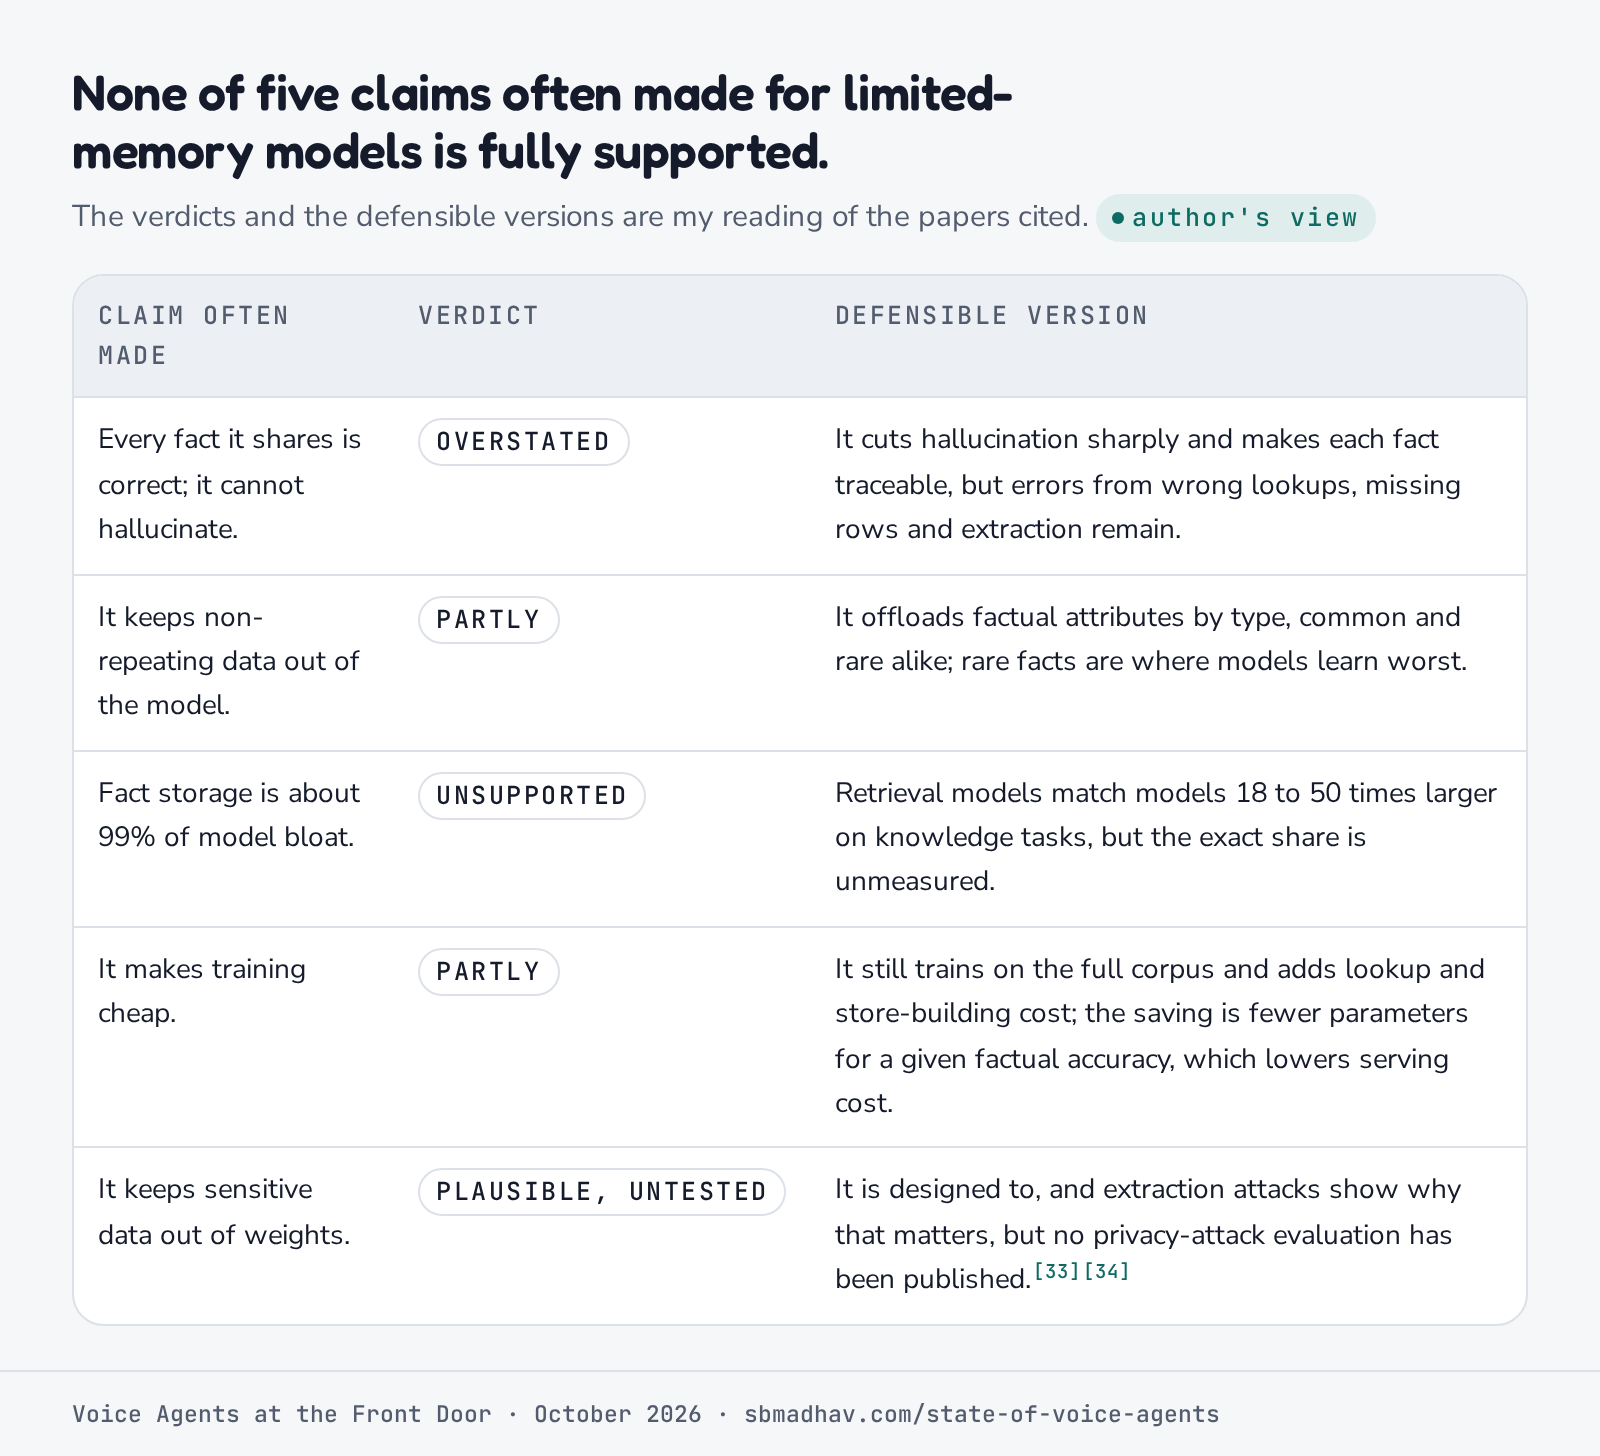 None of five claims often made for limited-
memory models is fully supported.
The verdicts and the defensible versions are my reading of the papers cited. • author's view
CLAIM OFTEN
MADE
VERDICT
DEFENSIBLE VERSION
Every fact it shares is
correct; it cannot
hallucinate.
OVERSTATED
It cuts hallucination sharply and makes each fact
traceable, but errors from wrong lookups, missing
rows and extraction remain.
It keeps non-
repeating data out of
the model.
PARTLY
It offloads factual attributes by type, common and
rare alike; rare facts are where models learn worst.
Fact storage is about
99% of model bloat.
UNSUPPORTED
Retrieval models match models 18 to 50 times larger
on knowledge tasks, but the exact share is
unmeasured.
It makes training
cheap.
PARTLY
It still trains on the full corpus and adds lookup and
store-building cost; the saving is fewer parameters
for a given factual accuracy, which lowers serving
cost.
It keeps sensitive
data out of weights.
PLAUSIBLE, UNTESTED
It is designed to, and extraction attacks show why
that matters, but no privacy-attack evaluation has
been published.[33][34]
Voice Agents at the Front Door · October 2026 · sbmadhav.com/state-of-voice-agents